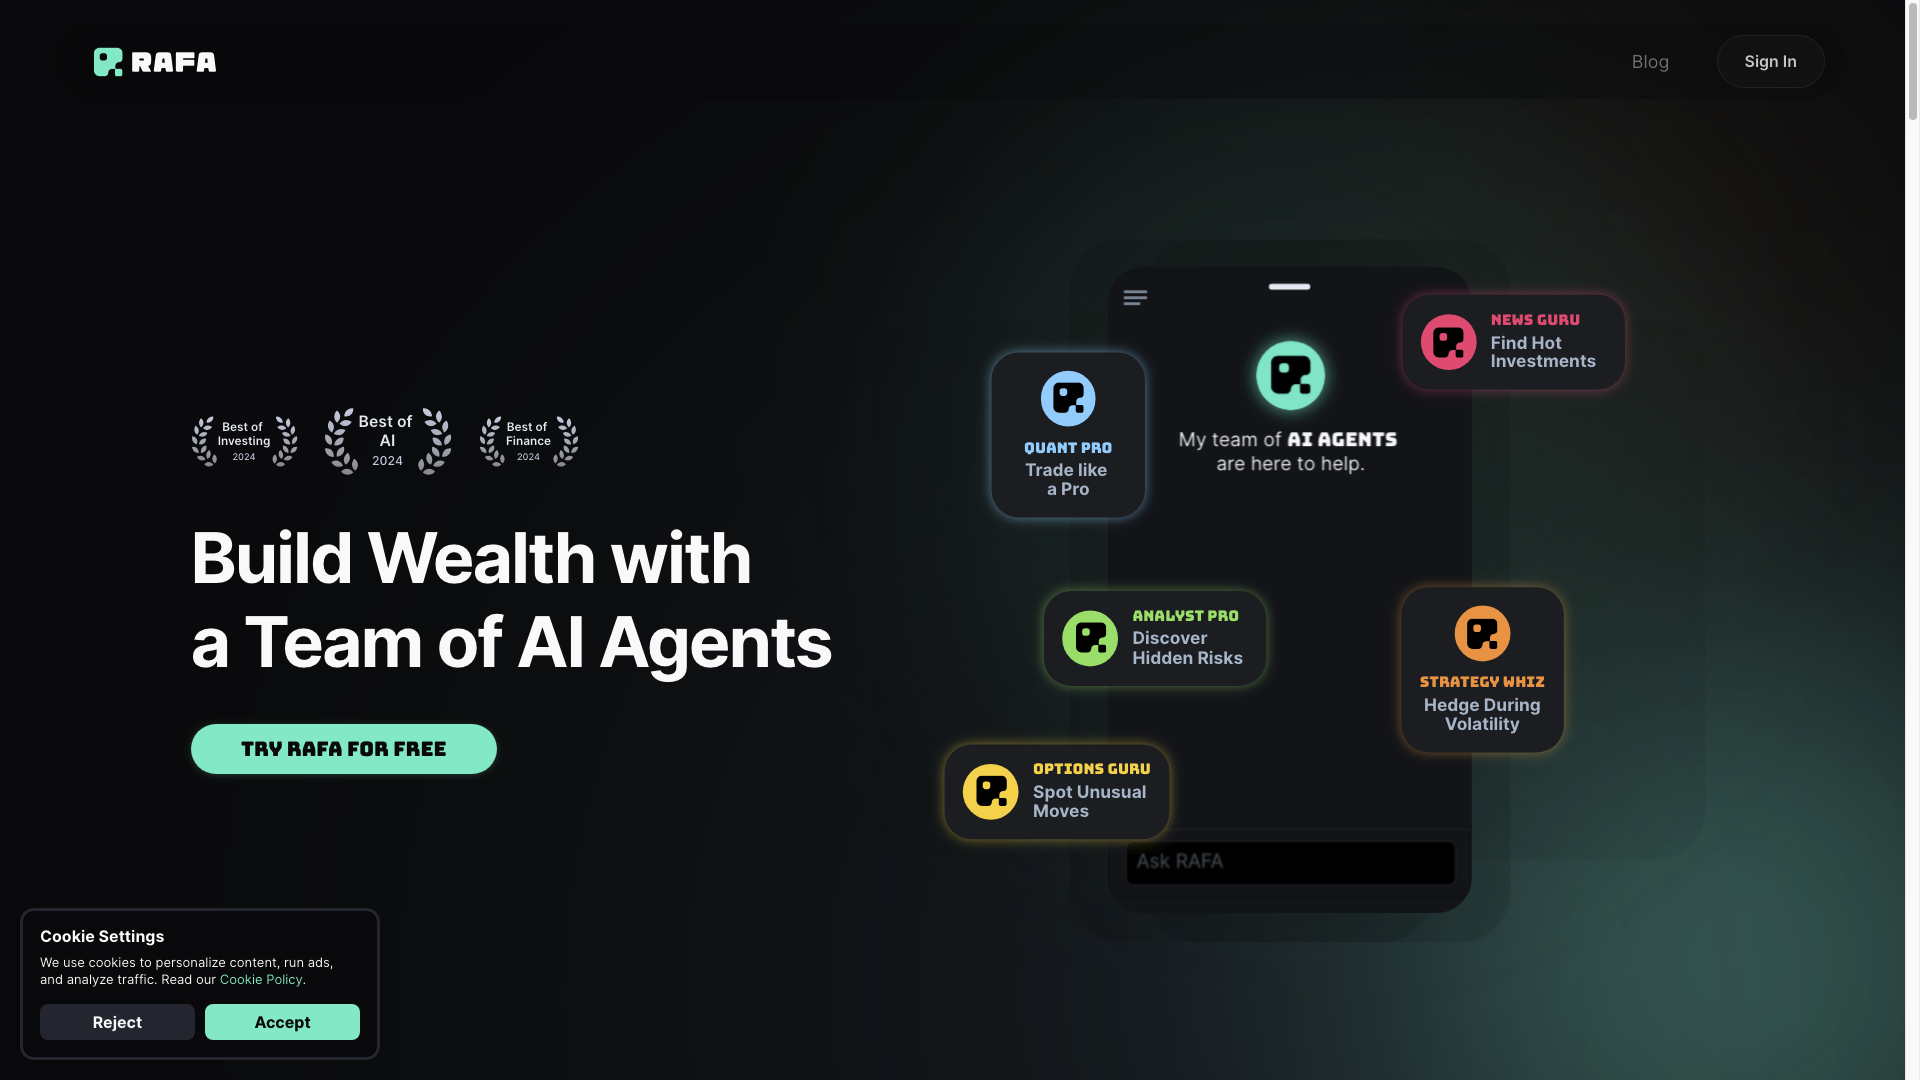 RAFA
Blog
Sign In
Best of
Investing
2024
Best of
AI
2024
Best of
Finance
2024
Build Wealth with
a Team of AI Agents
TRY RAFA FOR FREE
NEWS GURU
Find Hot
Investments
QUANT PRO
Trade like
a Pro
My team of AI AGENTS
are here to help.
ANALYST PRO
Discover
Hidden Risks
STRATEGY WHIZ
Hedge During
Volatility
OPTIONS GURU
Spot Unusual
Moves
Ask RAFA
Cookie Settings
We use cookies to personalize content, run ads,
and analyze traffic. Read our Cookie Policy.
Reject
Accept